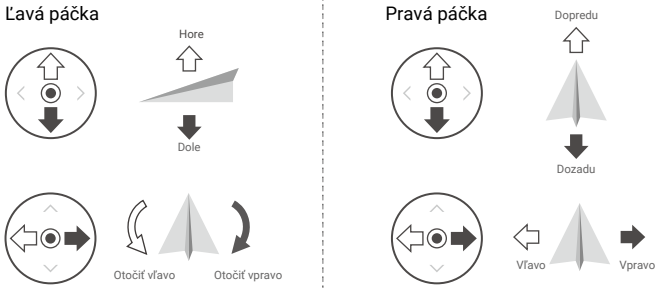 Ľavá páčka
Hore
Dole
Otočiť vľavo
Otočiť vpravo
Pravá páčka
Dopredu
Dozadu
Vľavo
Vpravo